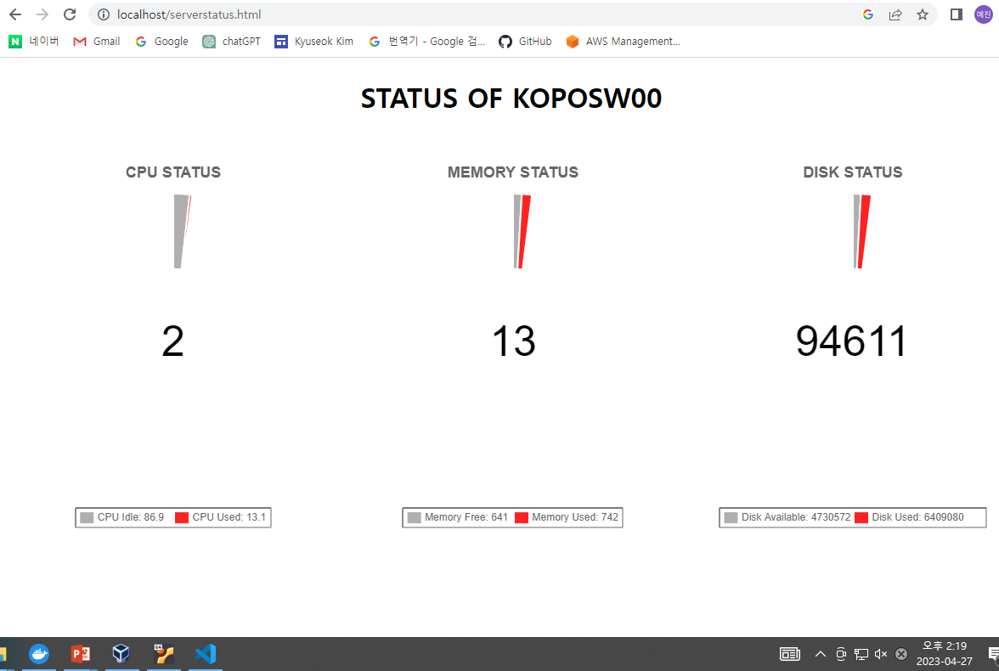 localhost/serverstatus.html
예진
네이버 Gmail Google chatGPT Kyuseok Kim 번역기 - Google 검... GitHub AWS Management...
STATUS OF KOPOSW00
CPU STATUS MEMORY STATUS DISK STATUS
2 13 94611
CPU Idle: 86.9 CPU Used: 13.1 Memory Free: 641 Memory Used: 742 Disk Available: 4730572 Disk Used: 6409080
오후 2:19
2023-04-27